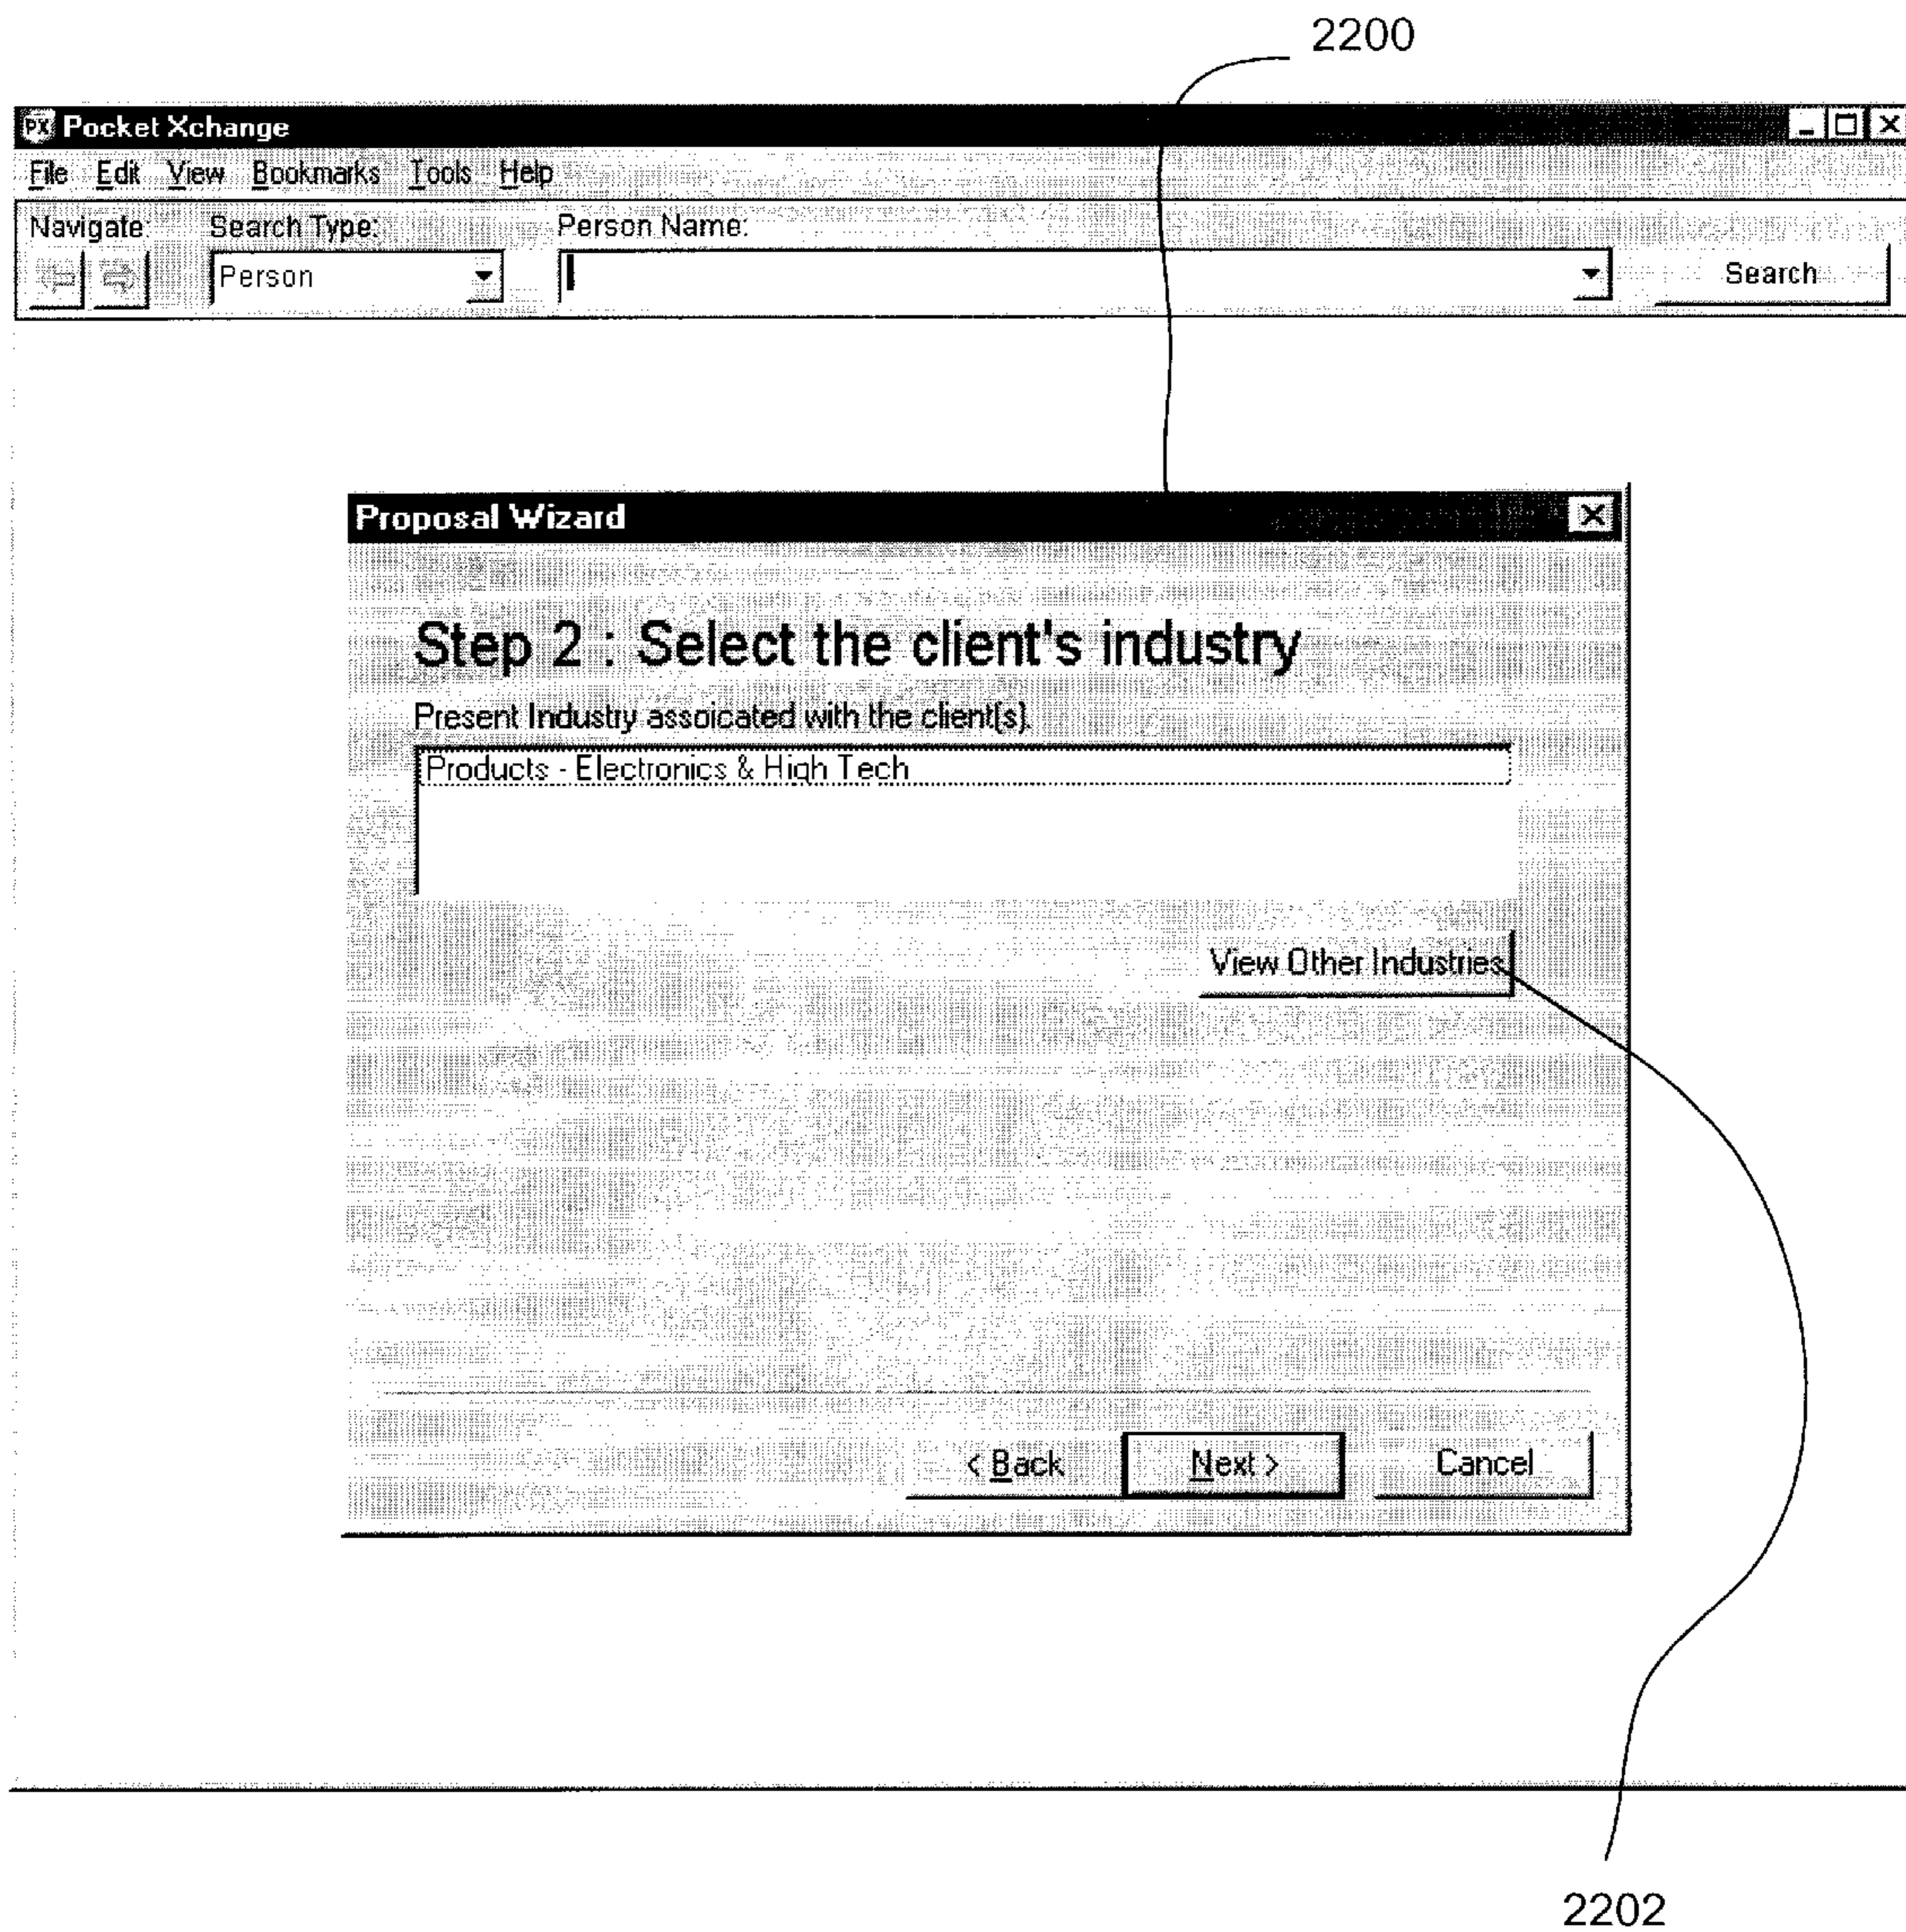 2200
PX Pocket Xchange
File Edit View Bookmarks Tools Help
Navigate: Search Type: Person Name:
Person Search
Proposal Wizard
Step 2 : Select the client's industry
Present Industry assoicated with the client(s).
Products - Electronics & High Tech
View Other Industries
< Back Next > Cancel
2202